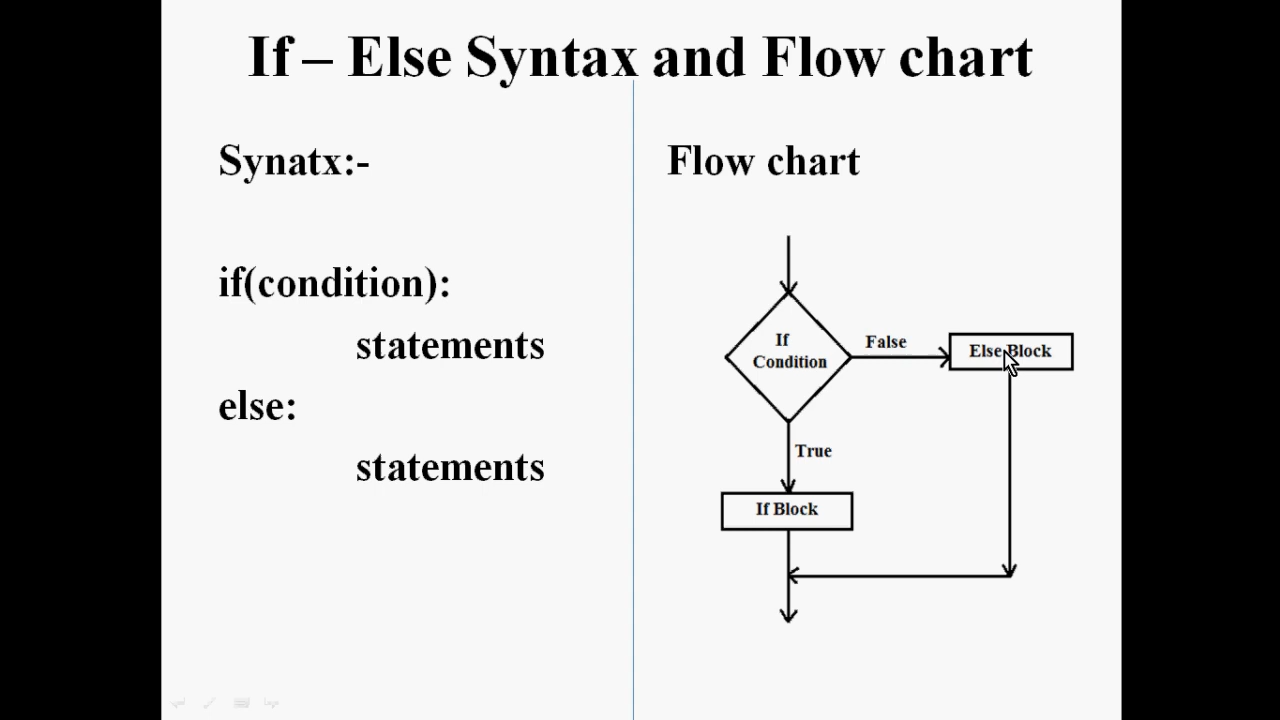 If – Else Syntax and Flow chart
Synatx:-
if(condition):
statements
else:
statements
Flow chart
If
Condition
False
Else Block
True
If Block